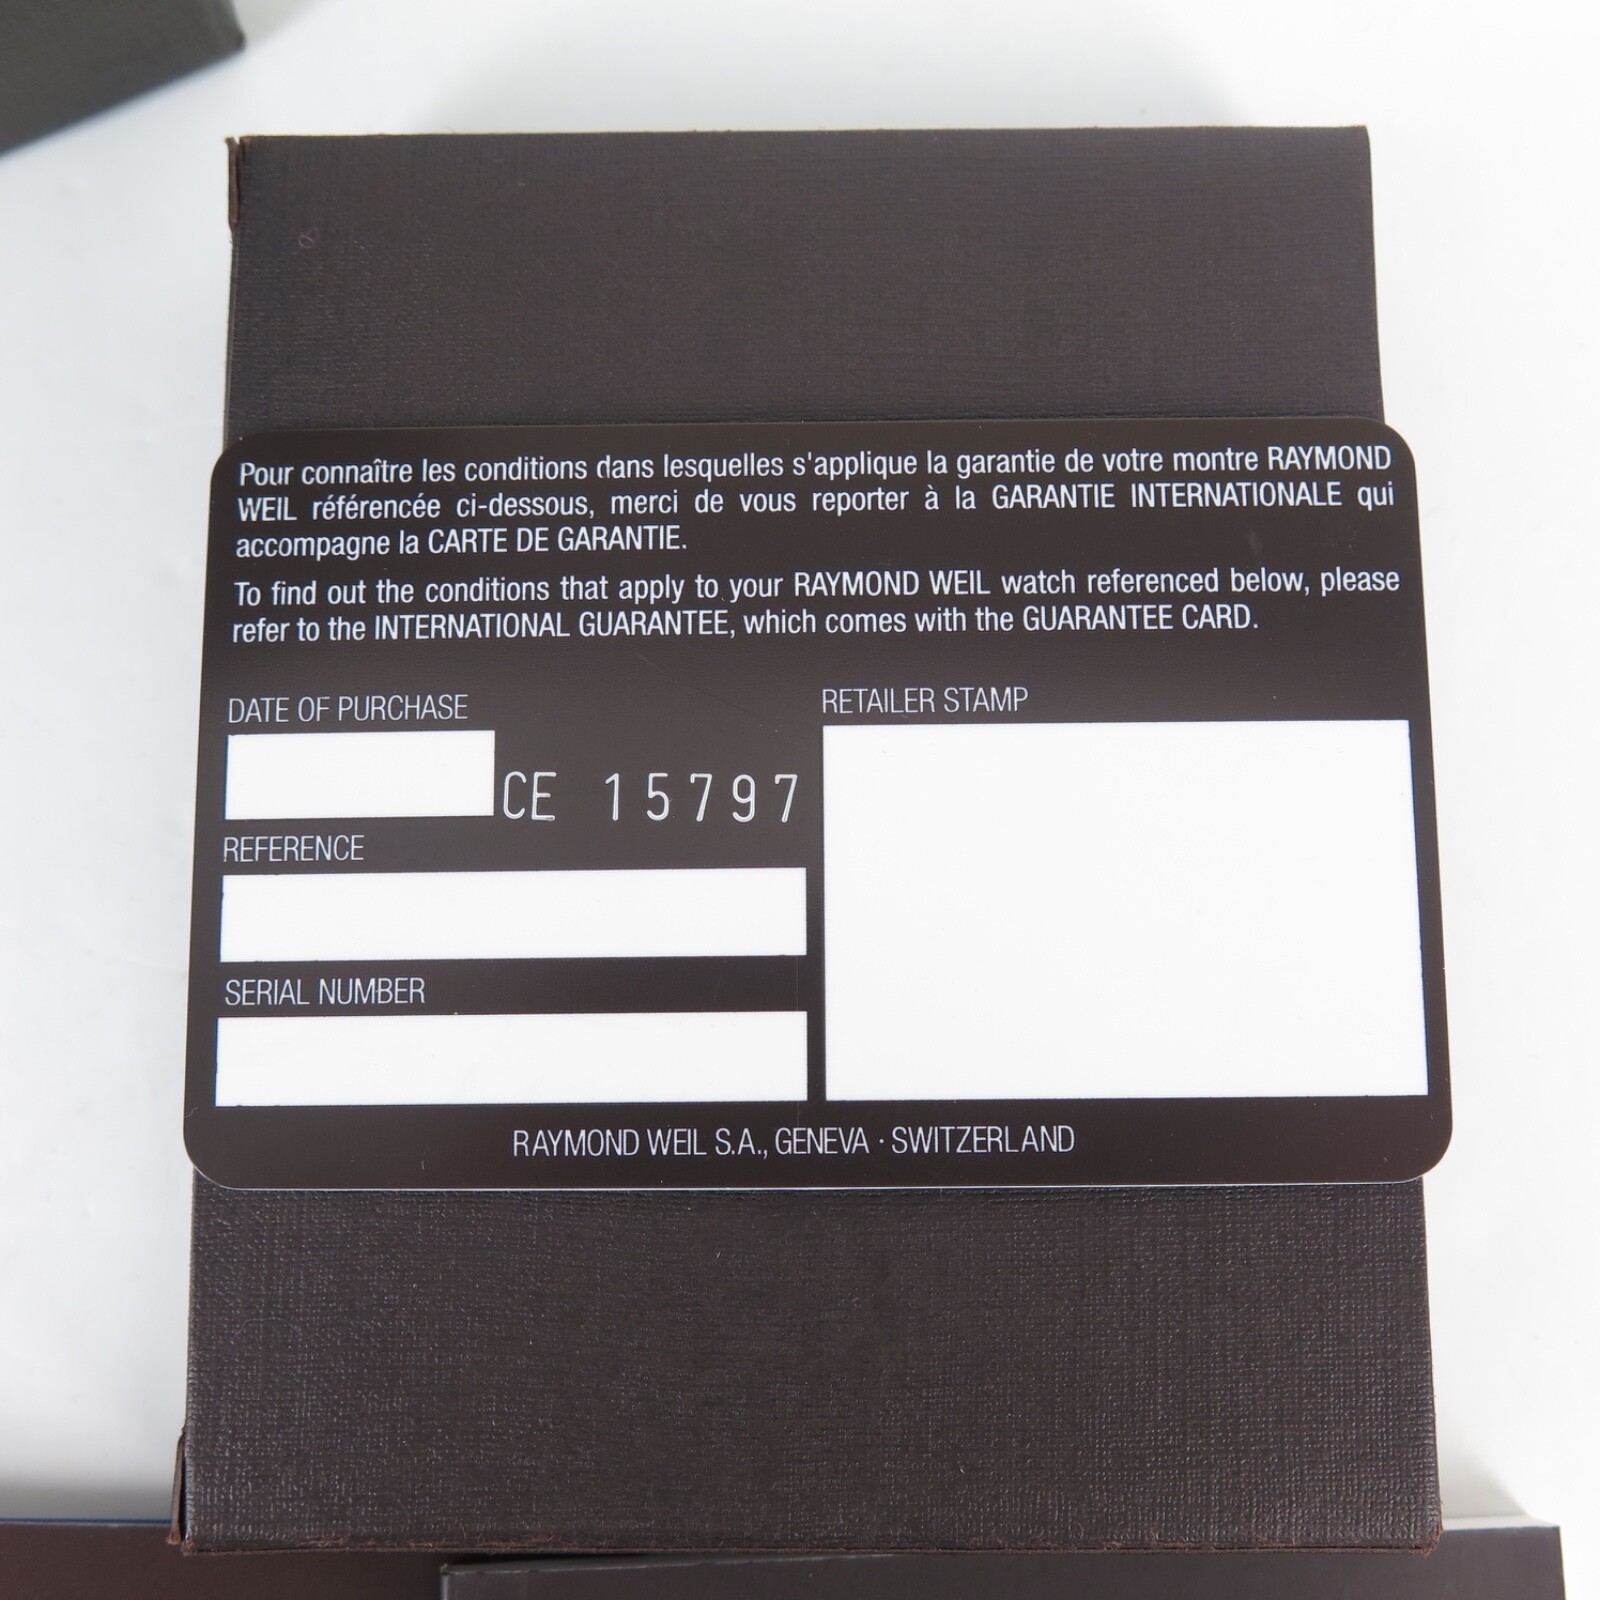 Pour connaître les conditions dans lesquelles s'applique la garantie de votre montre RAYMOND
WEIL référencée ci-dessous, merci de vous reporter à la GARANTIE INTERNATIONALE qui
accompagne la CARTE DE GARANTIE.
To find out the conditions that apply to your RAYMOND WEIL watch referenced below, please
refer to the INTERNATIONAL GUARANTEE, which comes with the GUARANTEE CARD.
DATE OF PURCHASE
CE 15797
REFERENCE
SERIAL NUMBER
RETAILER STAMP
RAYMOND WEIL S.A., GENEVA · SWITZERLAND